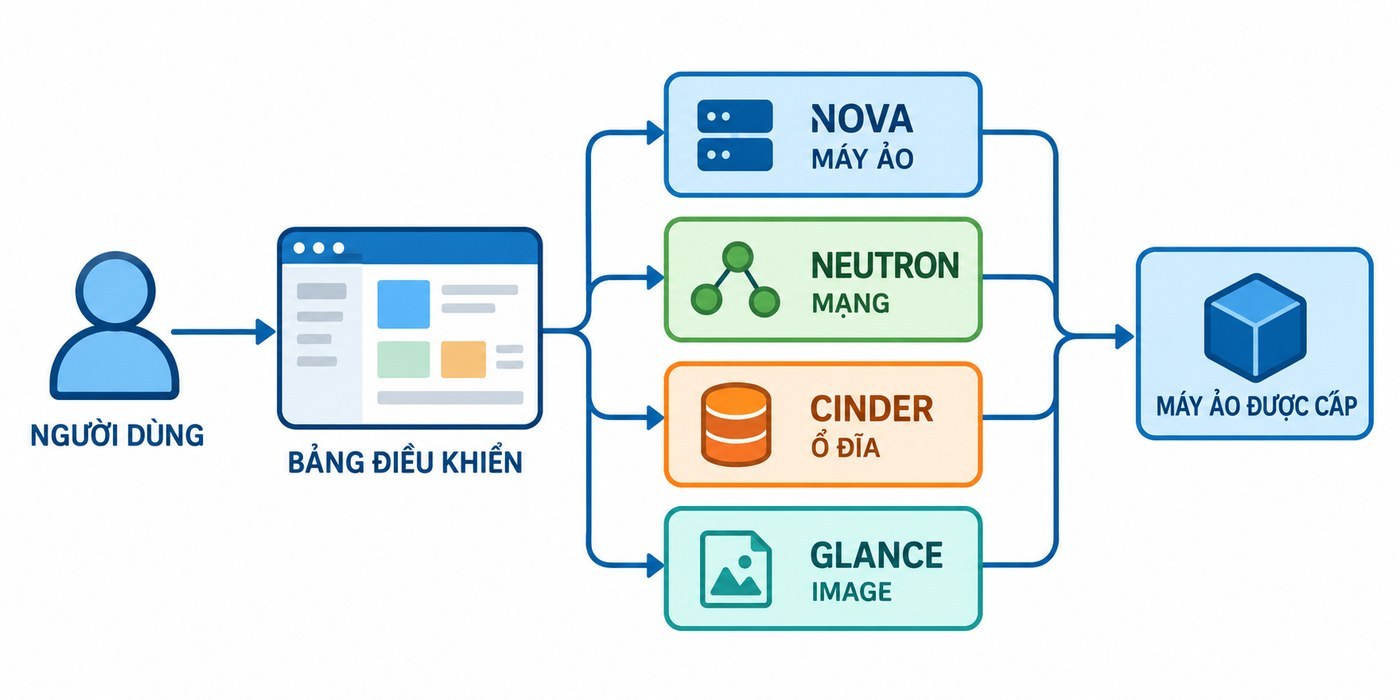 NGƯỜI DÙNG
BẢNG ĐIỀU KHIỂN
NOVA
MÁY ẢO
NEUTRON
MẠNG
CINDER
Ổ ĐĨA
GLANCE
IMAGE
MÁY ẢO ĐƯỢC CẤP